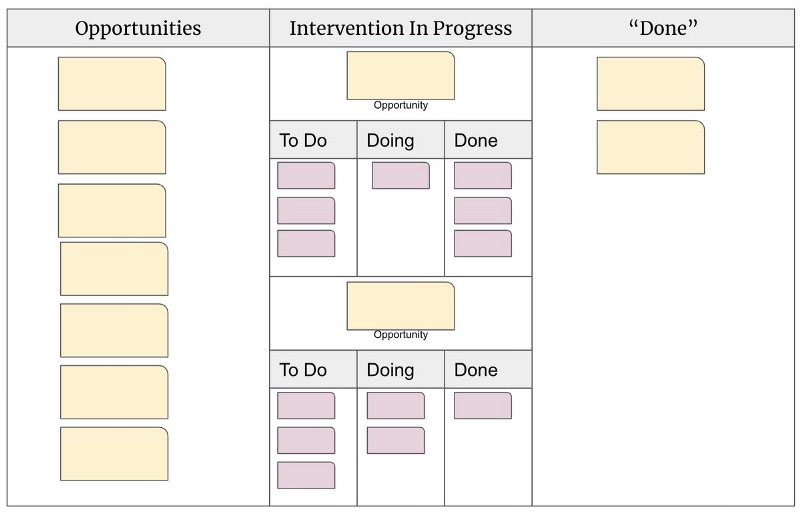 Opportunities
Intervention In Progress
“Done”
Opportunity
To Do
Doing
Done
Opportunity
To Do
Doing
Done